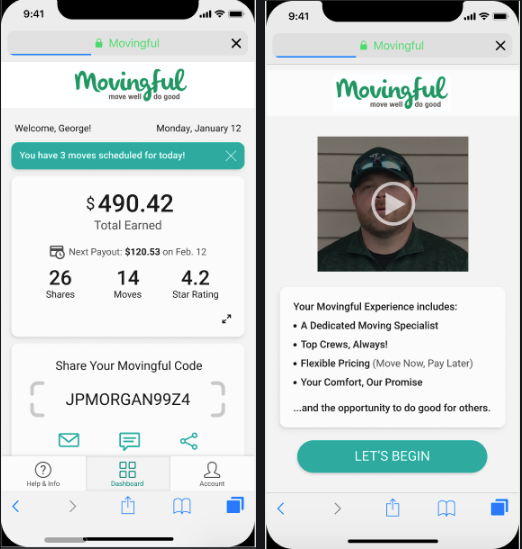 9:41
Movingful
Movingful
move well do good
Welcome, George!
Monday, January 12
You have 3 moves scheduled for today!
$490.42
Total Earned
Next Payout: $120.53 on Feb. 12
26 14 4.2
Shares Moves Star Rating
Share Your Movingful Code
JPMORGAN99Z4
Help & Info Dashboard Account
9:41
Movingful
Movingful
move well do good
Your Movingful Experience includes:
• A Dedicated Moving Specialist
• Top Crews, Always!
• Flexible Pricing (Move Now, Pay Later)
• Your Comfort, Our Promise
...and the opportunity to do good for others.
LET'S BEGIN